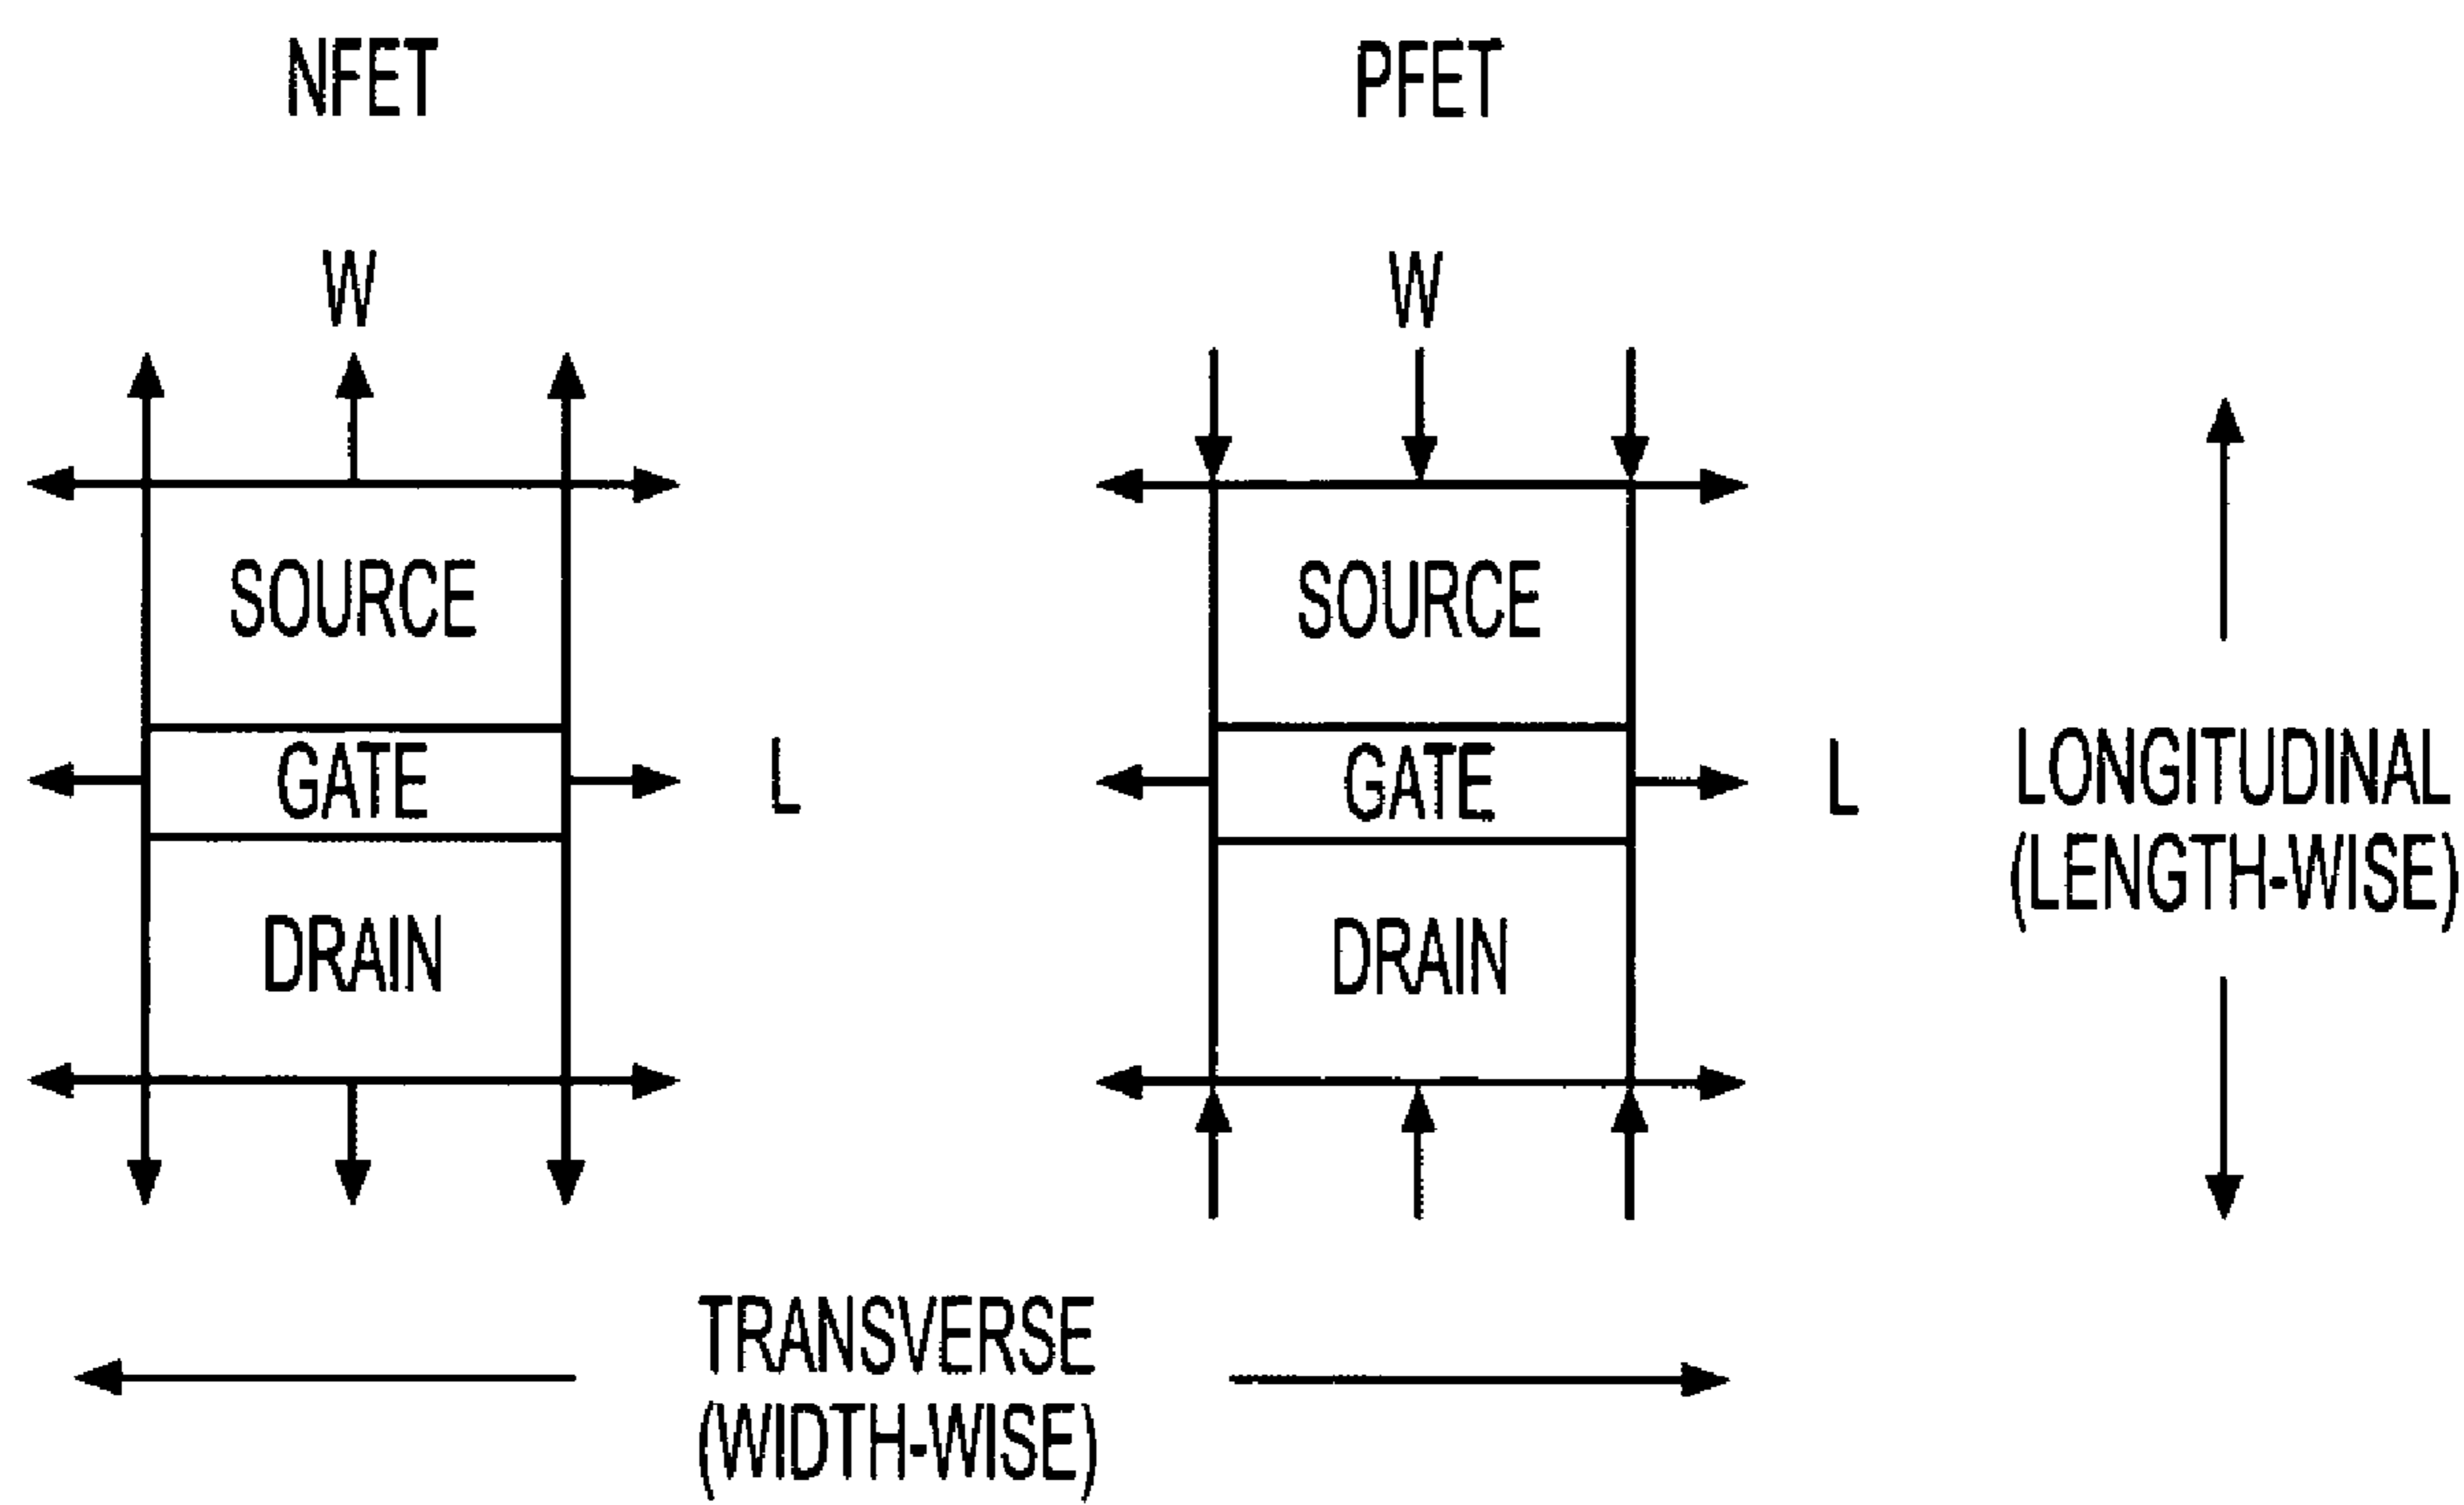 NFET
PFET
W
W
SOURCE
SOURCE
GATE
L
GATE
L
LONGITUDINAL
(LENGTH-WISE)
DRAIN
DRAIN
TRANSVERSE
(WIDTH-WISE)